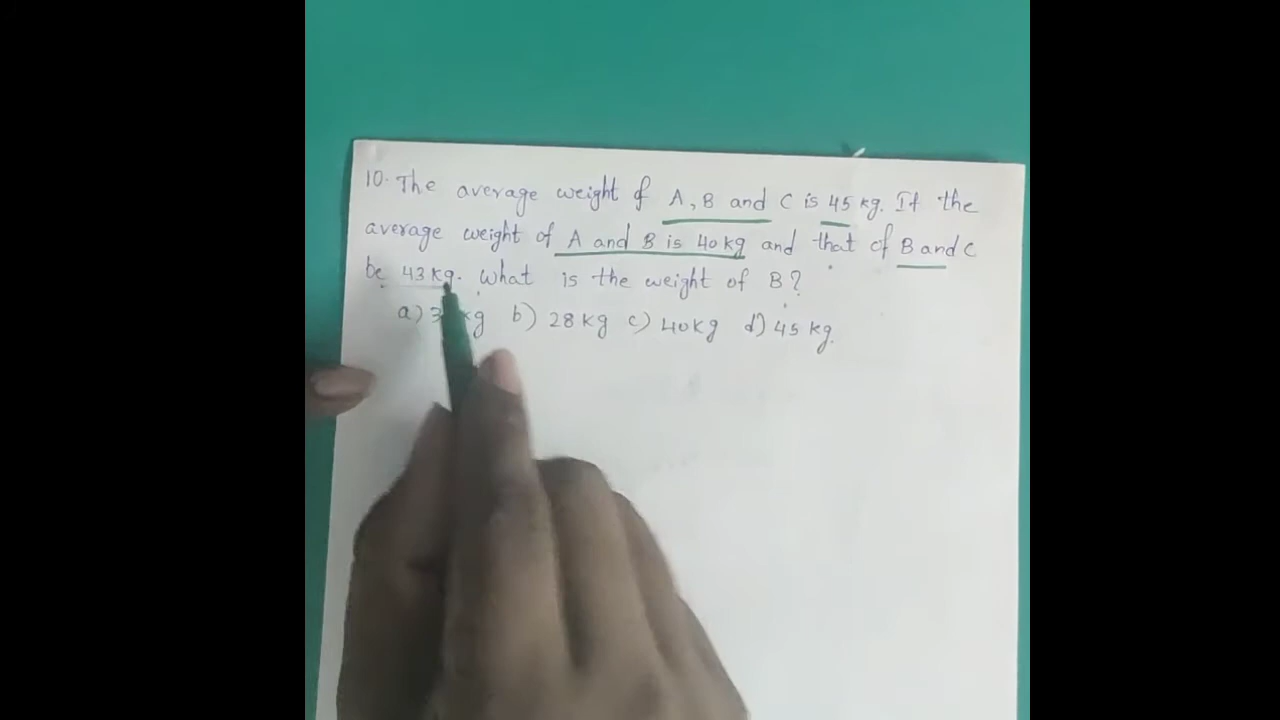 10. The average weight of A, B and C is 45 kg. If the
average weight of A and B is 40 kg and that of B and C
be 43 kg. What is the weight of B?
a) kg b) 28 kg c) 40 kg d) 45 kg.